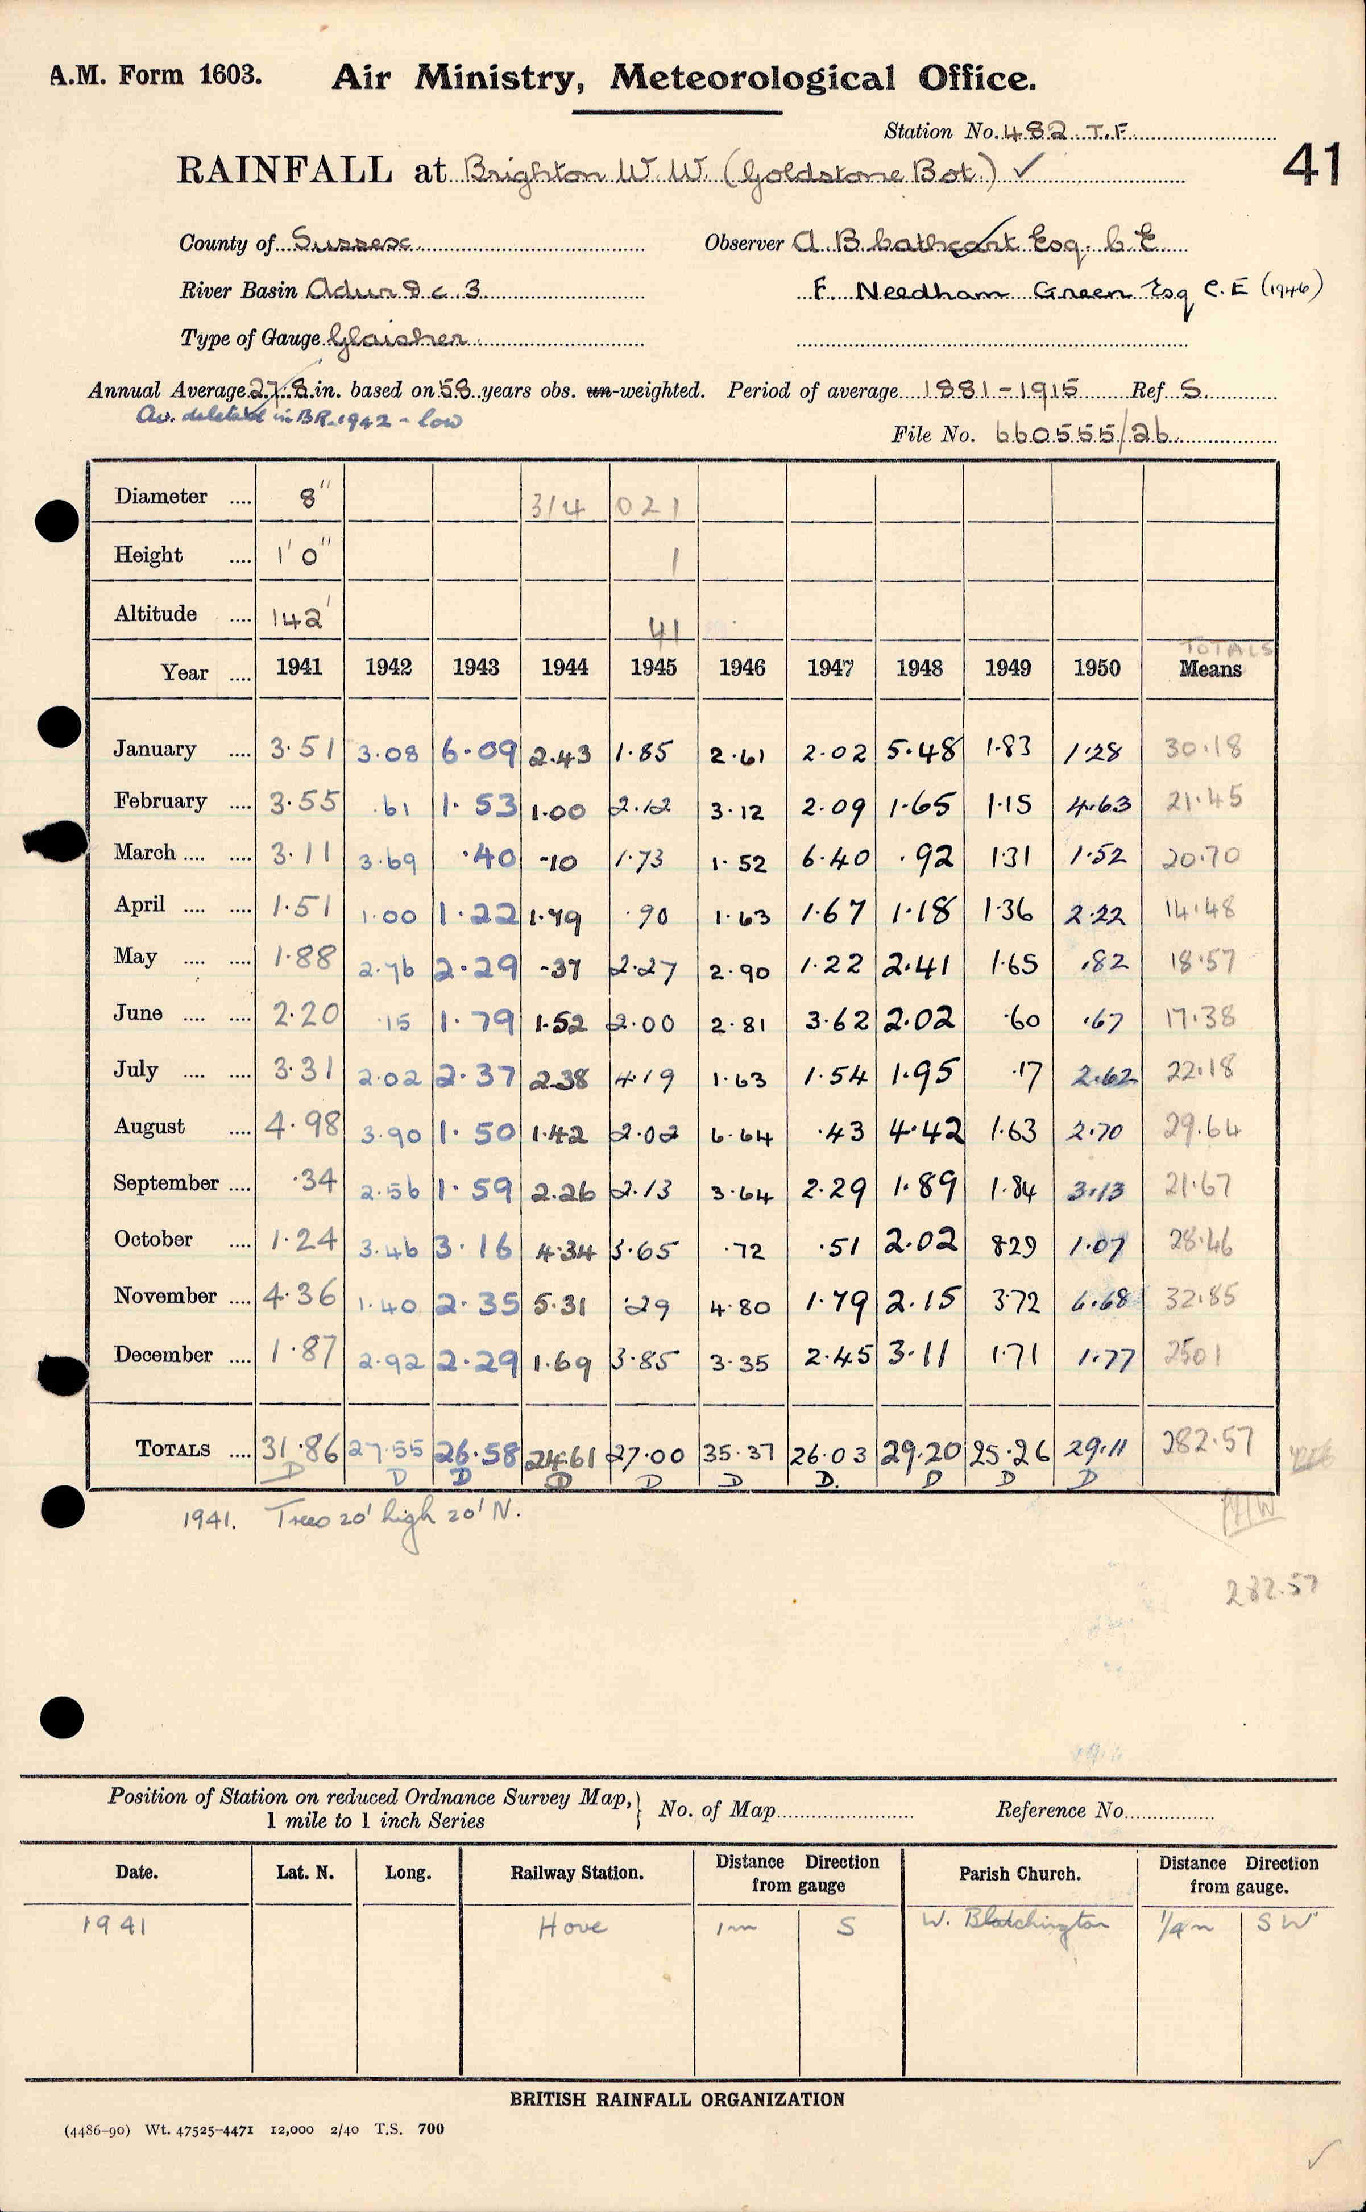 A.M. Form 1603. Air Ministry, Meteorological Office.
Station No. 482 T.F.
RAINFALL at Brighton W.W. (Goldstone Bot.) ✓
41
County of Sussex Observer A. B. Cathcart Esq. C.E
River Basin Adur &c. 3 F. Needham Green Esq C.E (1946)
Type of Gauge Glaisher
Annual Average 27.8 in. based on 58 years obs. un-weighted. Period of average 1881-1915 Ref S.
Av. deleted in BR. 1942 - low
File No. 660555/26
Diameter .... 8" 314 021
Height .... 1'0" 1
Altitude .... 142' 41
TOTALS
Year .... 1941 1942 1943 1944 1945 1946 1947 1948 1949 1950 Means
January .... 3.51 3.08 6.09 2.43 1.85 2.61 2.02 5.48 1.83 1.28 30.18
February .... 3.55 .61 1.53 1.00 2.12 3.12 2.09 1.65 1.15 4.63 21.45
March .... .... 3.11 3.69 .40 .10 1.73 1.52 6.40 .92 1.31 1.52 20.70
April .... .... 1.51 1.00 1.22 1.79 .90 1.63 1.67 1.18 1.36 2.22 14.48
May .... .... 1.88 2.76 2.29 .37 2.27 2.90 1.22 2.41 1.65 .82 18.57
June .... .... 2.20 .15 1.79 1.52 2.00 2.81 3.62 2.02 .60 .67 17.38
July .... .... 3.31 2.02 2.37 2.38 4.19 1.63 1.54 1.95 .17 2.62 22.18
August .... 4.98 3.90 1.50 1.42 2.02 6.64 .43 4.42 1.63 2.70 29.64
September .... .34 2.56 1.59 2.26 2.13 3.64 2.29 1.89 1.84 3.13 21.67
October .... 1.24 3.46 3.16 4.34 3.65 .72 .51 2.02 8.29 1.07 28.46
November .... 4.36 1.40 2.35 5.31 .29 4.80 1.79 2.15 3.72 6.68 32.85
December .... 1.87 2.92 2.29 1.69 3.85 3.35 2.45 3.11 1.71 1.77 2501
TOTALS .... 31.86 27.55 26.58 24.61 27.00 35.37 26.03 29.20 25.26 29.11 282.57
D D D D D D D. D D D
1941. Trees 20' high 20' N.
282.57
Position of Station on reduced Ordnance Survey Map, 1 mile to 1 inch Series } No. of Map Reference No.
Date. Lat. N. Long. Railway Station. Distance Direction from gauge Parish Church. Distance Direction from gauge.
1941 Hove 1m S W. Blatchington 1/4 m SW
BRITISH RAINFALL ORGANIZATION
(4486-90) Wt. 47525-4471 12,000 2/40 T.S. 700
✓